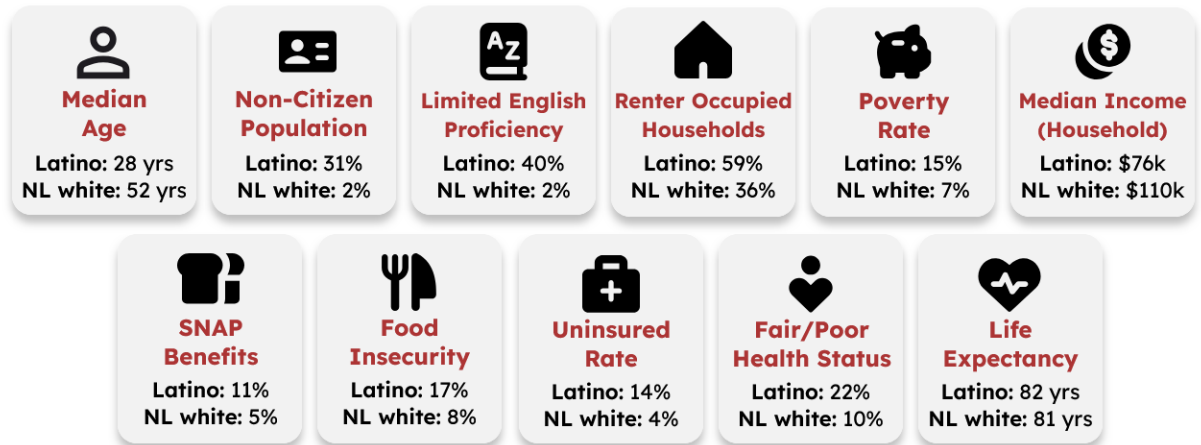 Median
Age
Latino: 28 yrs
NL white: 52 yrs
Non-Citizen
Population
Latino: 31%
NL white: 2%
A
Z
Limited English
Proficiency
Latino: 40%
NL white: 2%
Renter Occupied
Households
Latino: 59%
NL white: 36%
Poverty
Rate
Latino: 15%
NL white: 7%
$
Median Income
(Household)
Latino: $76k
NL white: $110k
SNAP
Benefits
Latino: 11%
NL white: 5%
Food
Insecurity
Latino: 17%
NL white: 8%
Uninsured
Rate
Latino: 14%
NL white: 4%
Fair/Poor
Health Status
Latino: 22%
NL white: 10%
Life
Expectancy
Latino: 82 yrs
NL white: 81 yrs